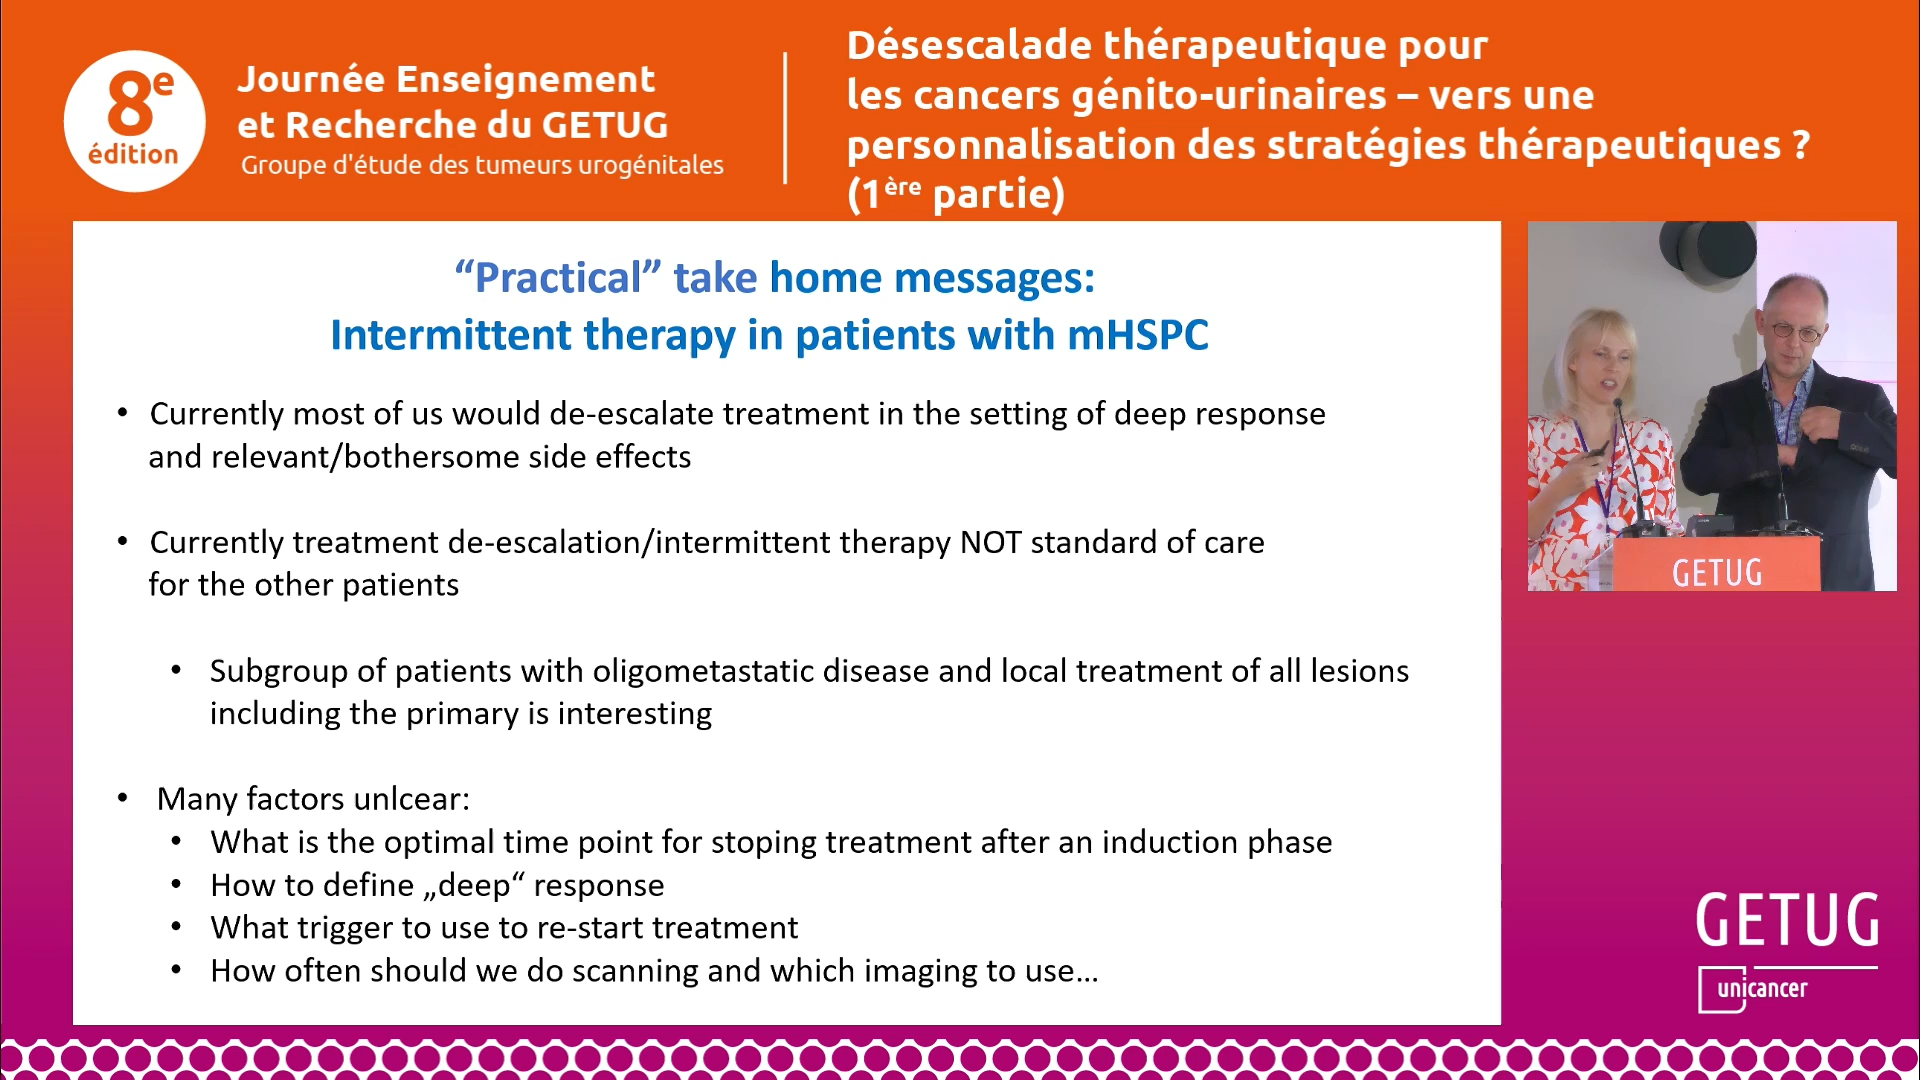 8e
édition
Journée Enseignement
et Recherche du GETUG
Groupe d'étude des tumeurs urogénitales
Désescalade thérapeutique pour
les cancers génito-urinaires – vers une
personnalisation des stratégies thérapeutiques ?
(1ère partie)
“Practical” take home messages:
Intermittent therapy in patients with mHSPC
• Currently most of us would de-escalate treatment in the setting of deep response
and relevant/bothersome side effects
• Currently treatment de-escalation/intermittent therapy NOT standard of care
for the other patients
• Subgroup of patients with oligometastatic disease and local treatment of all lesions
including the primary is interesting
• Many factors unlcear:
• What is the optimal time point for stoping treatment after an induction phase
• How to define „deep“ response
• What trigger to use to re-start treatment
• How often should we do scanning and which imaging to use...
GETUG
GETUG
unicancer